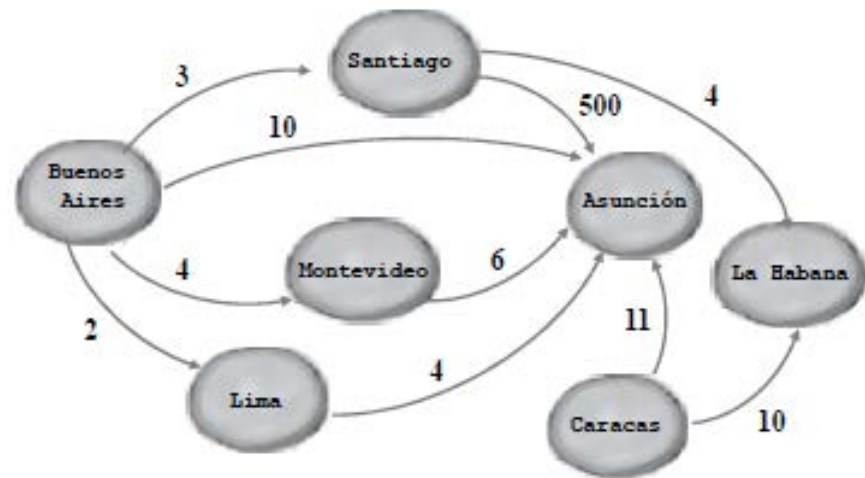 Santiago
3
500
4
10
Buenos
Aires
Asunción
4
Montevideo
6
La Habana
2
11
4
Lima
Caracas
10